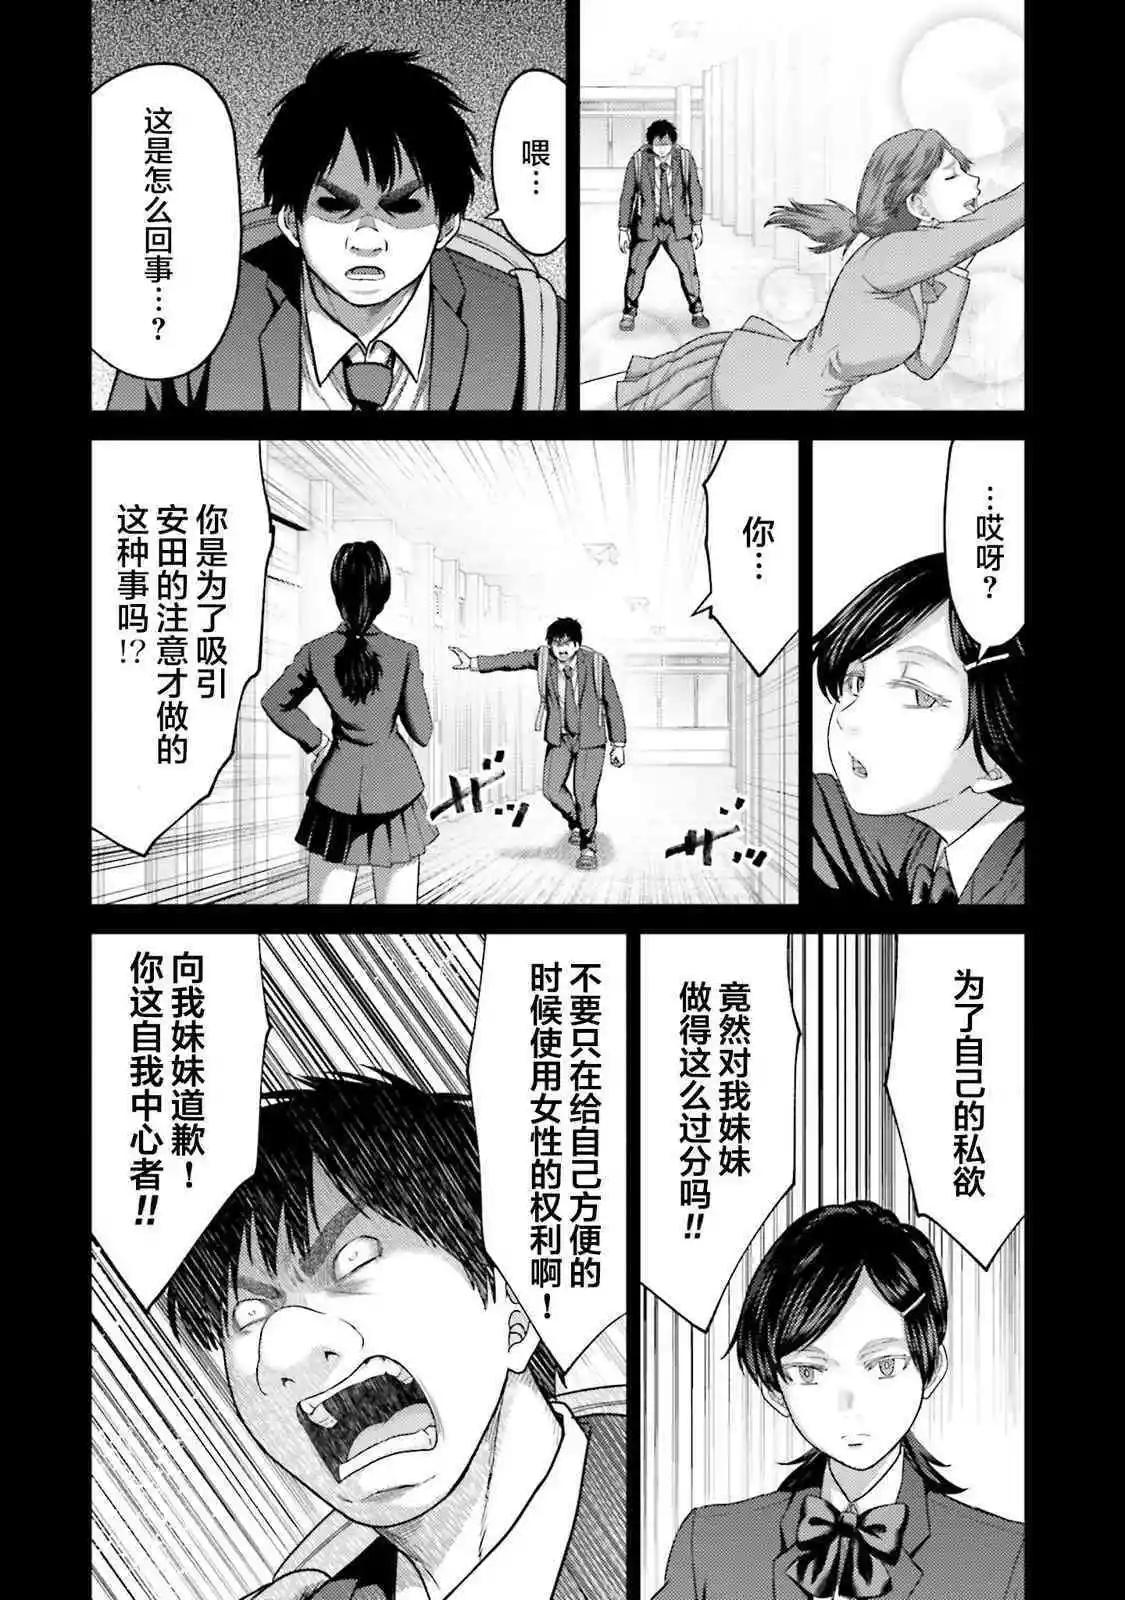 喂…
这是怎么回事…?
…哎呀?
你…
你是为了吸引
安田的注意才做的
这种事吗!?
ザッ
ザッ
为了自己的私欲
竟然对我妹妹
做得这么过分吗!!
不要只在给自己方便的
时候使用女性的权利啊!
向我妹妹道歉!
你这自我中心者!!